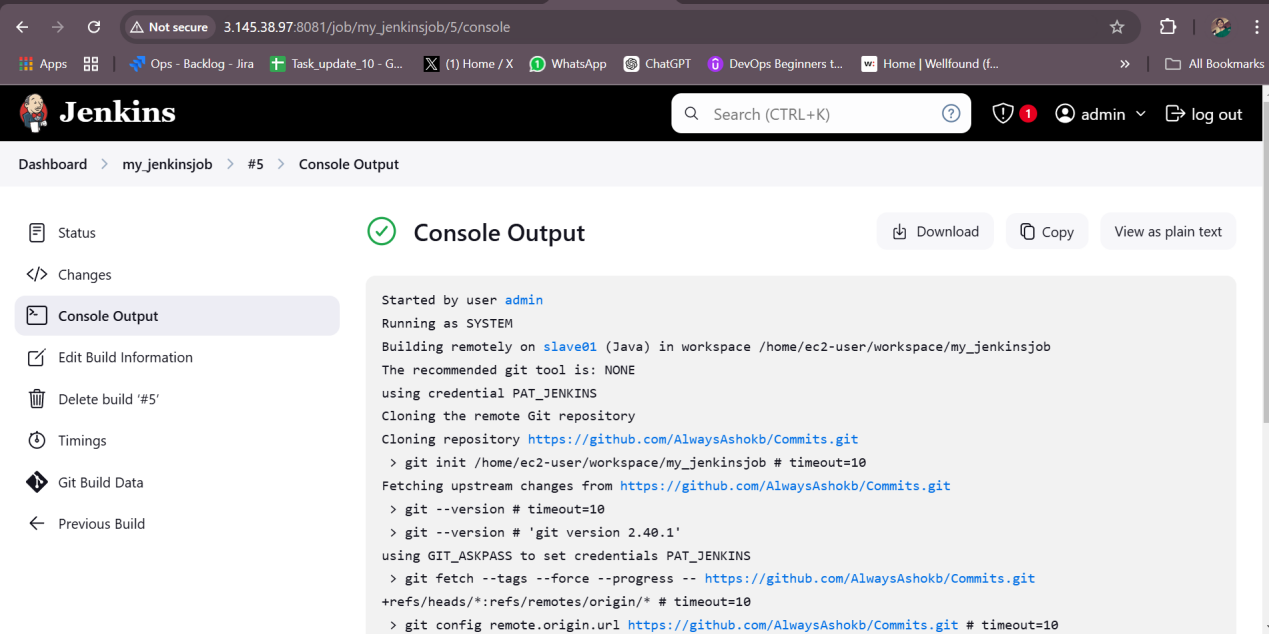 Not secure 3.145.38.97:8081/job/my_jenkinsjob/5/console
Apps Ops - Backlog - Jira Task_update_10 - G... X (1) Home / X 1 WhatsApp ChatGPT DevOps Beginners t... w: Home | Wellfound (f... » All Bookmarks
Jenkins Search (CTRL+K) ? 1 admin log out
Dashboard my_jenkinsjob #5 Console Output
Status
Changes
Console Output
Edit Build Information
Delete build ‘#5’
Timings
Git Build Data
Previous Build
Console Output Download Copy View as plain text
Started by user admin
Running as SYSTEM
Building remotely on slave01 (Java) in workspace /home/ec2-user/workspace/my_jenkinsjob
The recommended git tool is: NONE
using credential PAT_JENKINS
Cloning the remote Git repository
Cloning repository https://github.com/AlwaysAshokb/Commits.git
> git init /home/ec2-user/workspace/my_jenkinsjob # timeout=10
Fetching upstream changes from https://github.com/AlwaysAshokb/Commits.git
> git --version # timeout=10
> git --version # 'git version 2.40.1'
using GIT_ASKPASS to set credentials PAT_JENKINS
> git fetch --tags --force --progress -- https://github.com/AlwaysAshokb/Commits.git
+refs/heads/*:refs/remotes/origin/* # timeout=10
> git config remote.origin.url https://github.com/AlwaysAshokb/Commits.git # timeout=10